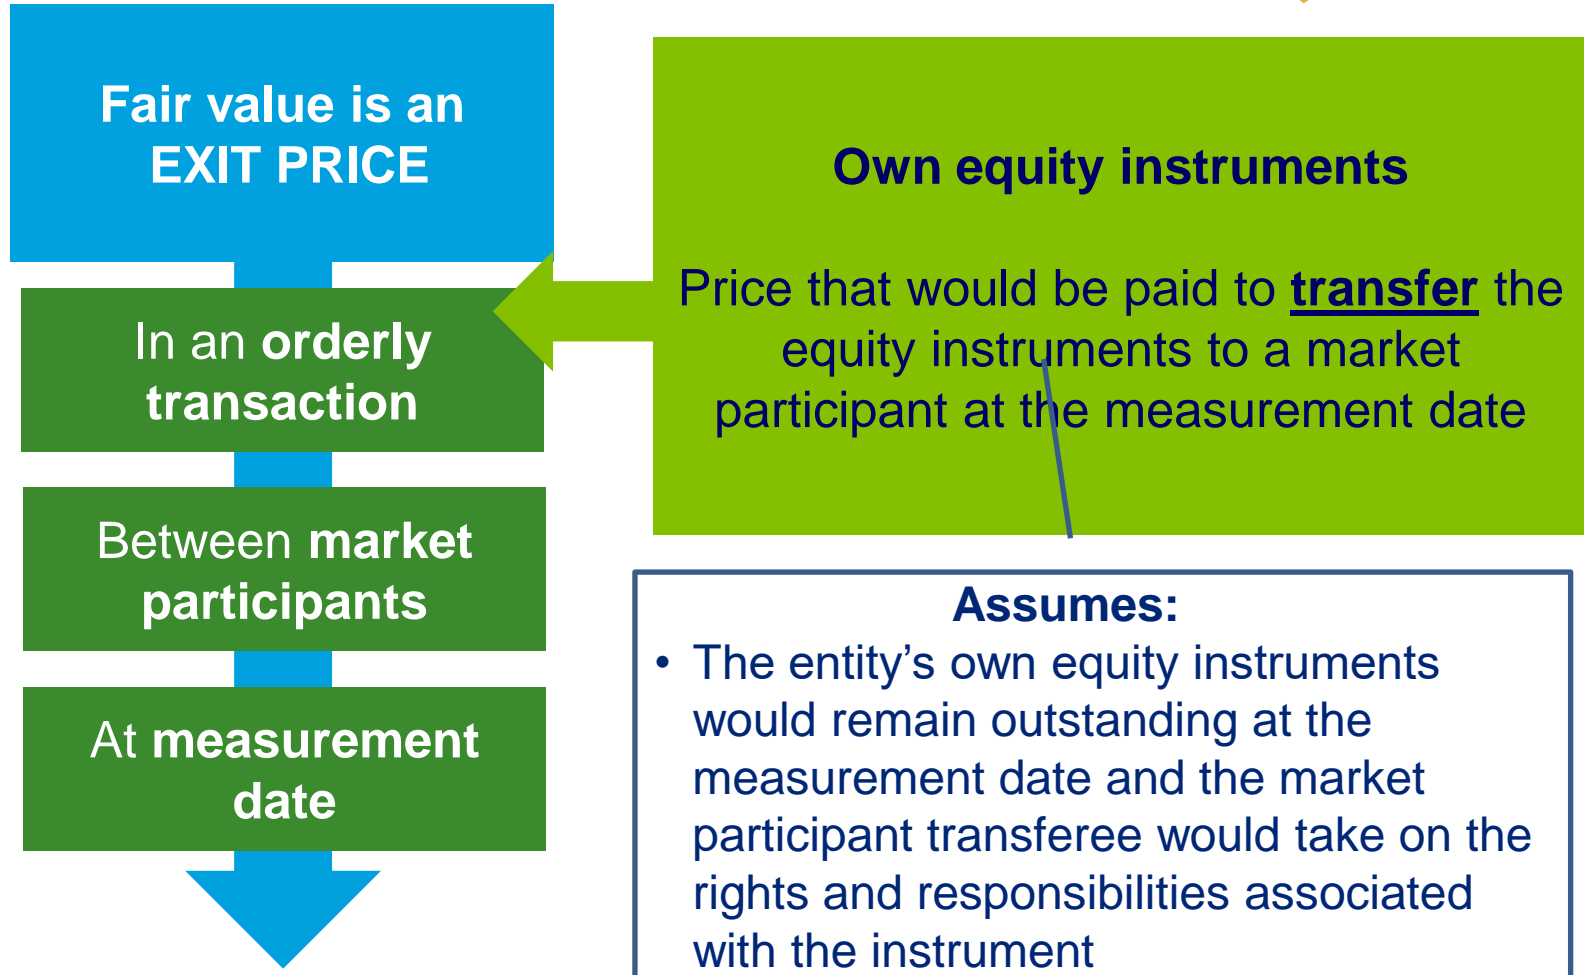 Fair value is an
EXIT PRICE
In an orderly
transaction
Between market
participants
At measurement
date
Own equity instruments
Price that would be paid to transfer the
equity instruments to a market
participant at the measurement date
Assumes:
• The entity’s own equity instruments
would remain outstanding at the
measurement date and the market
participant transferee would take on the
rights and responsibilities associated
with the instrument